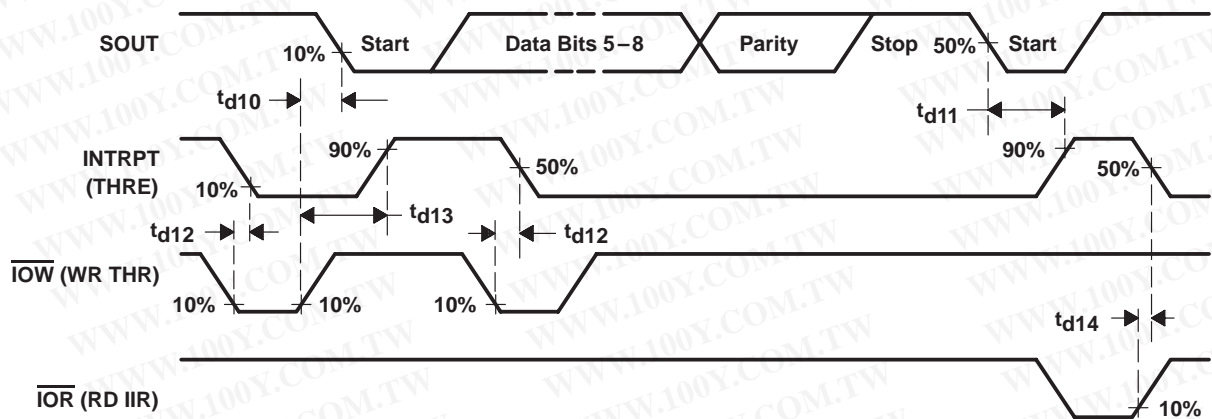 SOUT
10%
Start
Data Bits 5–8
Parity
Stop
50%
Start
td10
td11
INTRPT
(THRE)
10%
90%
50%
90%
50%
td12
td13
td12
IOW (WR THR)
10%
10%
10%
td14
IOR (RD IIR)
10%
WWW.100Y.COM.TW